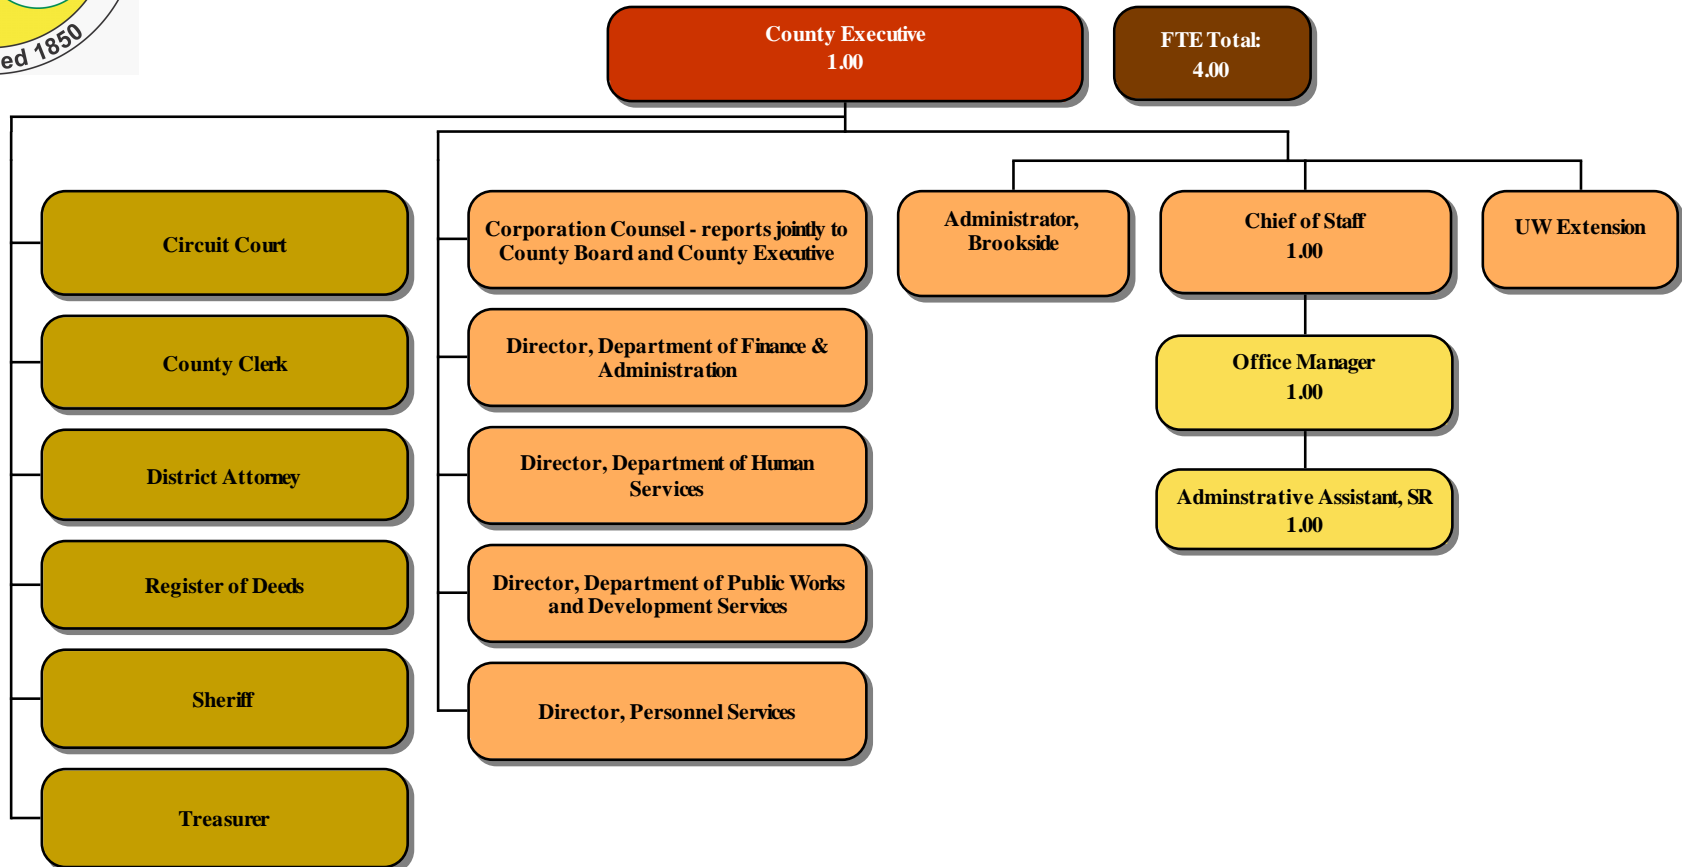 ed 1850
County Executive
1.00
FTE Total:
4.00
Circuit Court
County Clerk
District Attorney
Register of Deeds
Sheriff
Treasurer
Corporation Counsel - reports jointly to
County Board and County Executive
Director, Department of Finance &
Administration
Director, Department of Human
Services
Director, Department of Public Works
and Development Services
Director, Personnel Services
Administrator,
Brookside
Chief of Staff
1.00
UW Extension
Office Manager
1.00
Adminstrative Assistant, SR
1.00